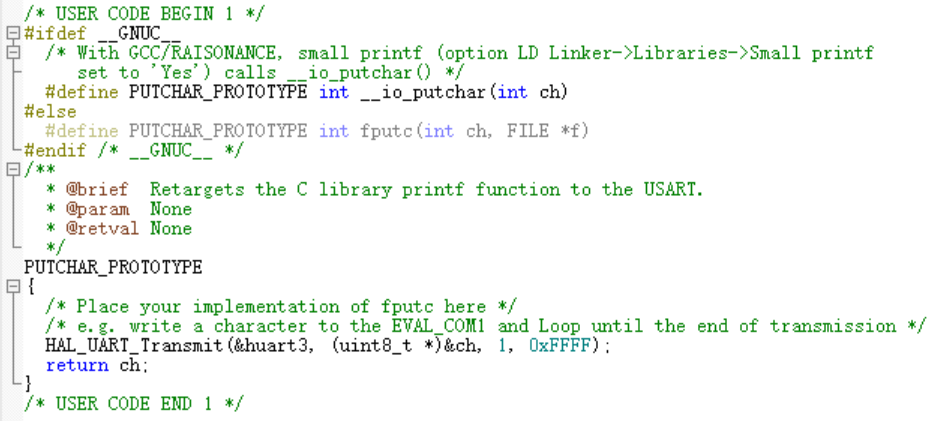 /* USER CODE BEGIN 1 */
#ifdef __GNUC__
/* With GCC/RAISONANCE, small printf (option LD Linker->Libraries->Small printf
set to 'Yes') calls __io_putchar() */
#define PUTCHAR_PROTOTYPE int __io_putchar(int ch)
#else
#define PUTCHAR_PROTOTYPE int fputc(int ch, FILE *f)
#endif /* __GNUC__ */
/**
* @brief  Retargets the C library printf function to the USART.
* @param  None
* @retval None
*/
PUTCHAR_PROTOTYPE
{
/* Place your implementation of fputc here */
/* e.g. write a character to the EVAL_COM1 and Loop until the end of transmission */
HAL_UART_Transmit(&huart3, (uint8_t *)&ch, 1, 0xFFFF);
return ch;
}
/* USER CODE END 1 */